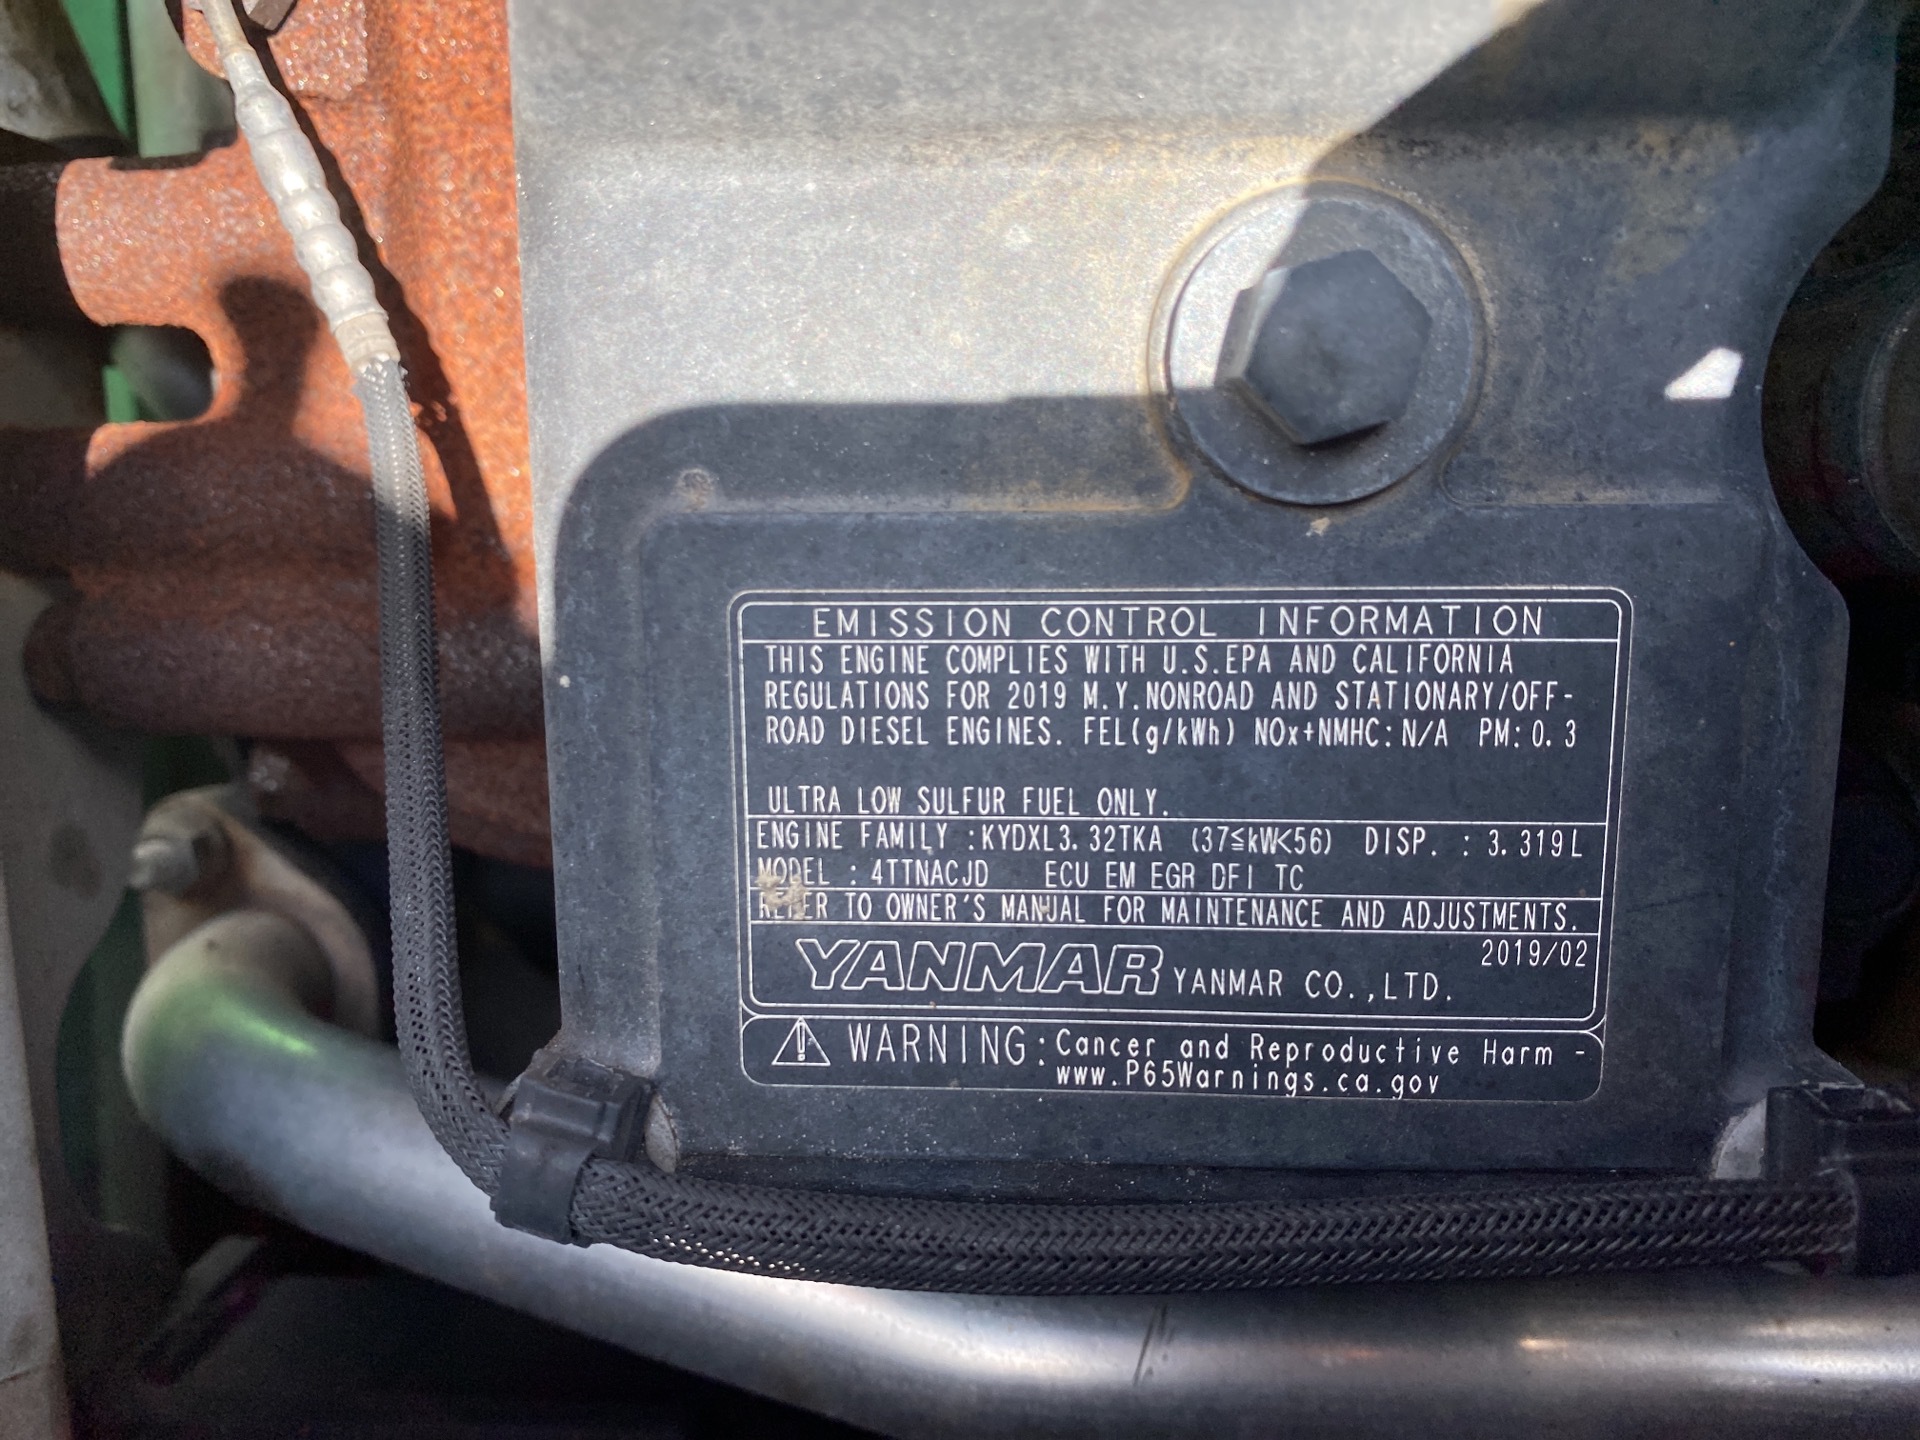 EMISSION CONTROL INFORMATION
THIS ENGINE COMPLIES WITH U.S.EPA AND CALIFORNIA
REGULATIONS FOR 2019 M.Y.NONROAD AND STATIONARY/OFF-
ROAD DIESEL ENGINES. FEL(g/kWh) NOx+NMHC:N/A PM:0.3
ULTRA LOW SULFUR FUEL ONLY.
ENGINE FAMILY :KYDXL3.32TKA (37≦kW<56) DISP. : 3.319L
MODEL : 4TTNACJD ECU EM EGR DFI TC
REFER TO OWNER'S MANUAL FOR MAINTENANCE AND ADJUSTMENTS.
2019/02
YANMAR YANMAR CO.,LTD.
WARNING:Cancer and Reproductive Harm -
www.P65Warnings.ca.gov